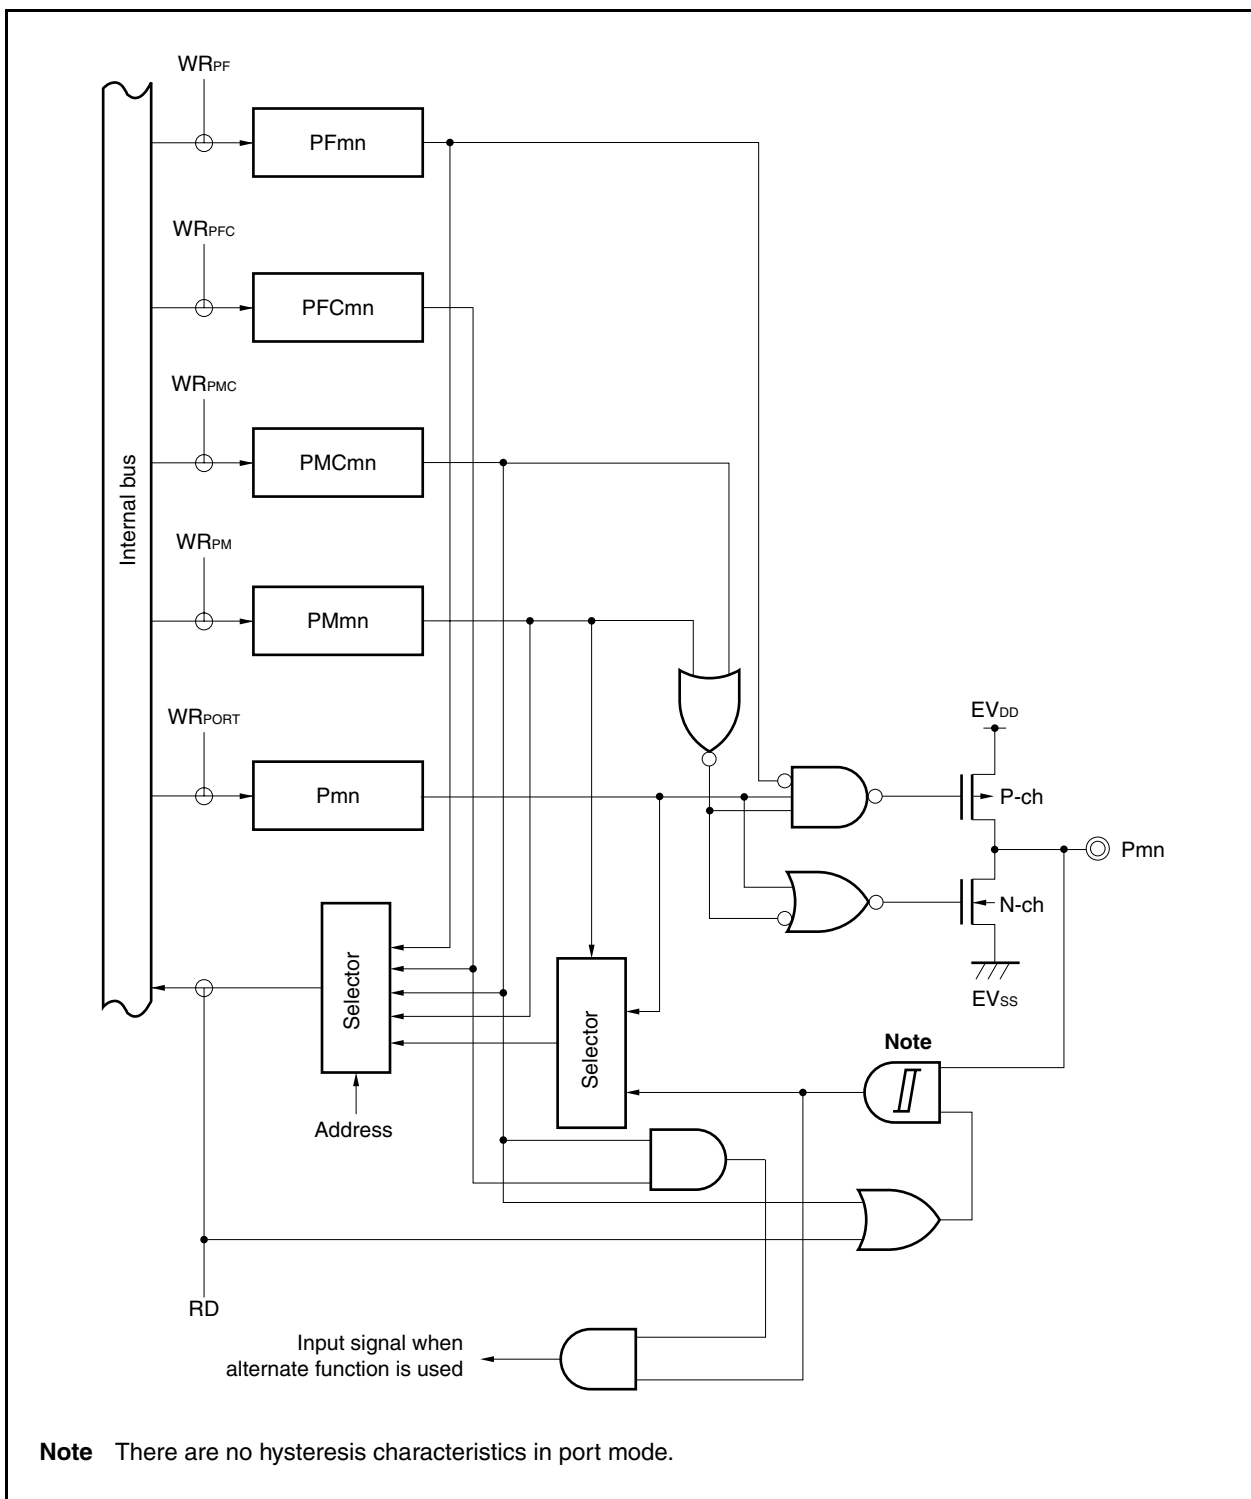 WRPF
PFmn
WRPFC
PFCmn
WRPMC
PMCmn
Internal bus
WRPM
PMmn
WRPORT
Pmn
EVDD
P-ch
Pmn
N-ch
EVSS
Selector
Selector
Note
Address
RD
Input signal when
alternate function is used
Note There are no hysteresis characteristics in port mode.